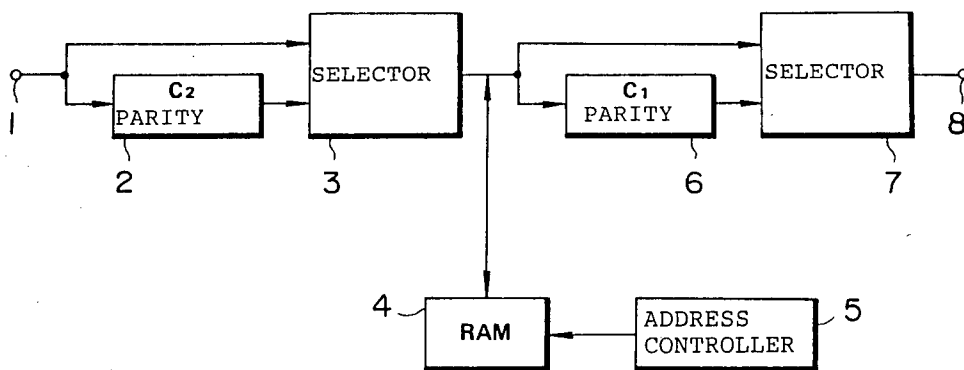 C2
PARITY
SELECTOR
C1
PARITY
SELECTOR
1
2
3
6
7
8
4
RAM
ADDRESS
CONTROLLER
5